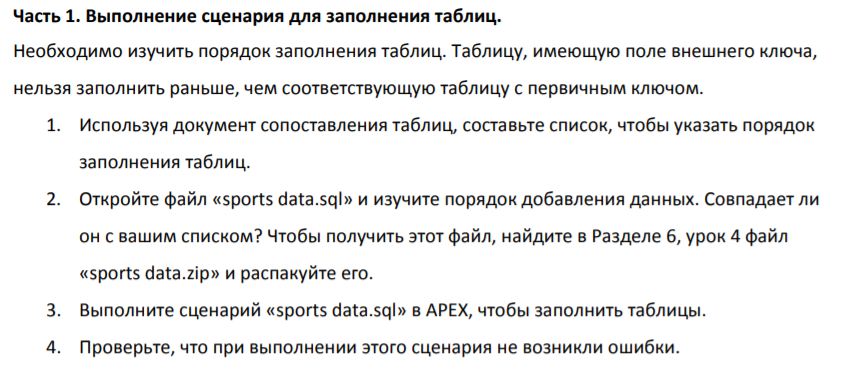 Часть 1. Выполнение сценария для заполнения таблиц.
Необходимо изучить порядок заполнения таблиц. Таблицу, имеющую поле внешнего ключа,
нельзя заполнить раньше, чем соответствующую таблицу с первичным ключом.
1. Используя документ сопоставления таблиц, составьте список, чтобы указать порядок
заполнения таблиц.
2. Откройте файл «sports data.sql» и изучите порядок добавления данных. Совпадает ли
он с вашим списком? Чтобы получить этот файл, найдите в Разделе 6, урок 4 файл
«sports data.zip» и распакуйте его.
3. Выполните сценарий «sports data.sql» в APEX, чтобы заполнить таблицы.
4. Проверьте, что при выполнении этого сценария не возникли ошибки.